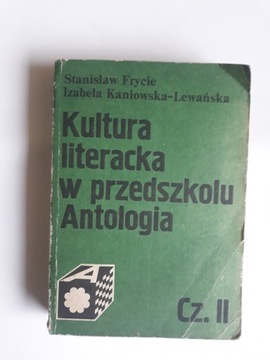 Stanisław Frycie
Izabela Kaniowska-Lewańska
Kultura
literacka
w przedszkolu
Antologia
A
Cz. II